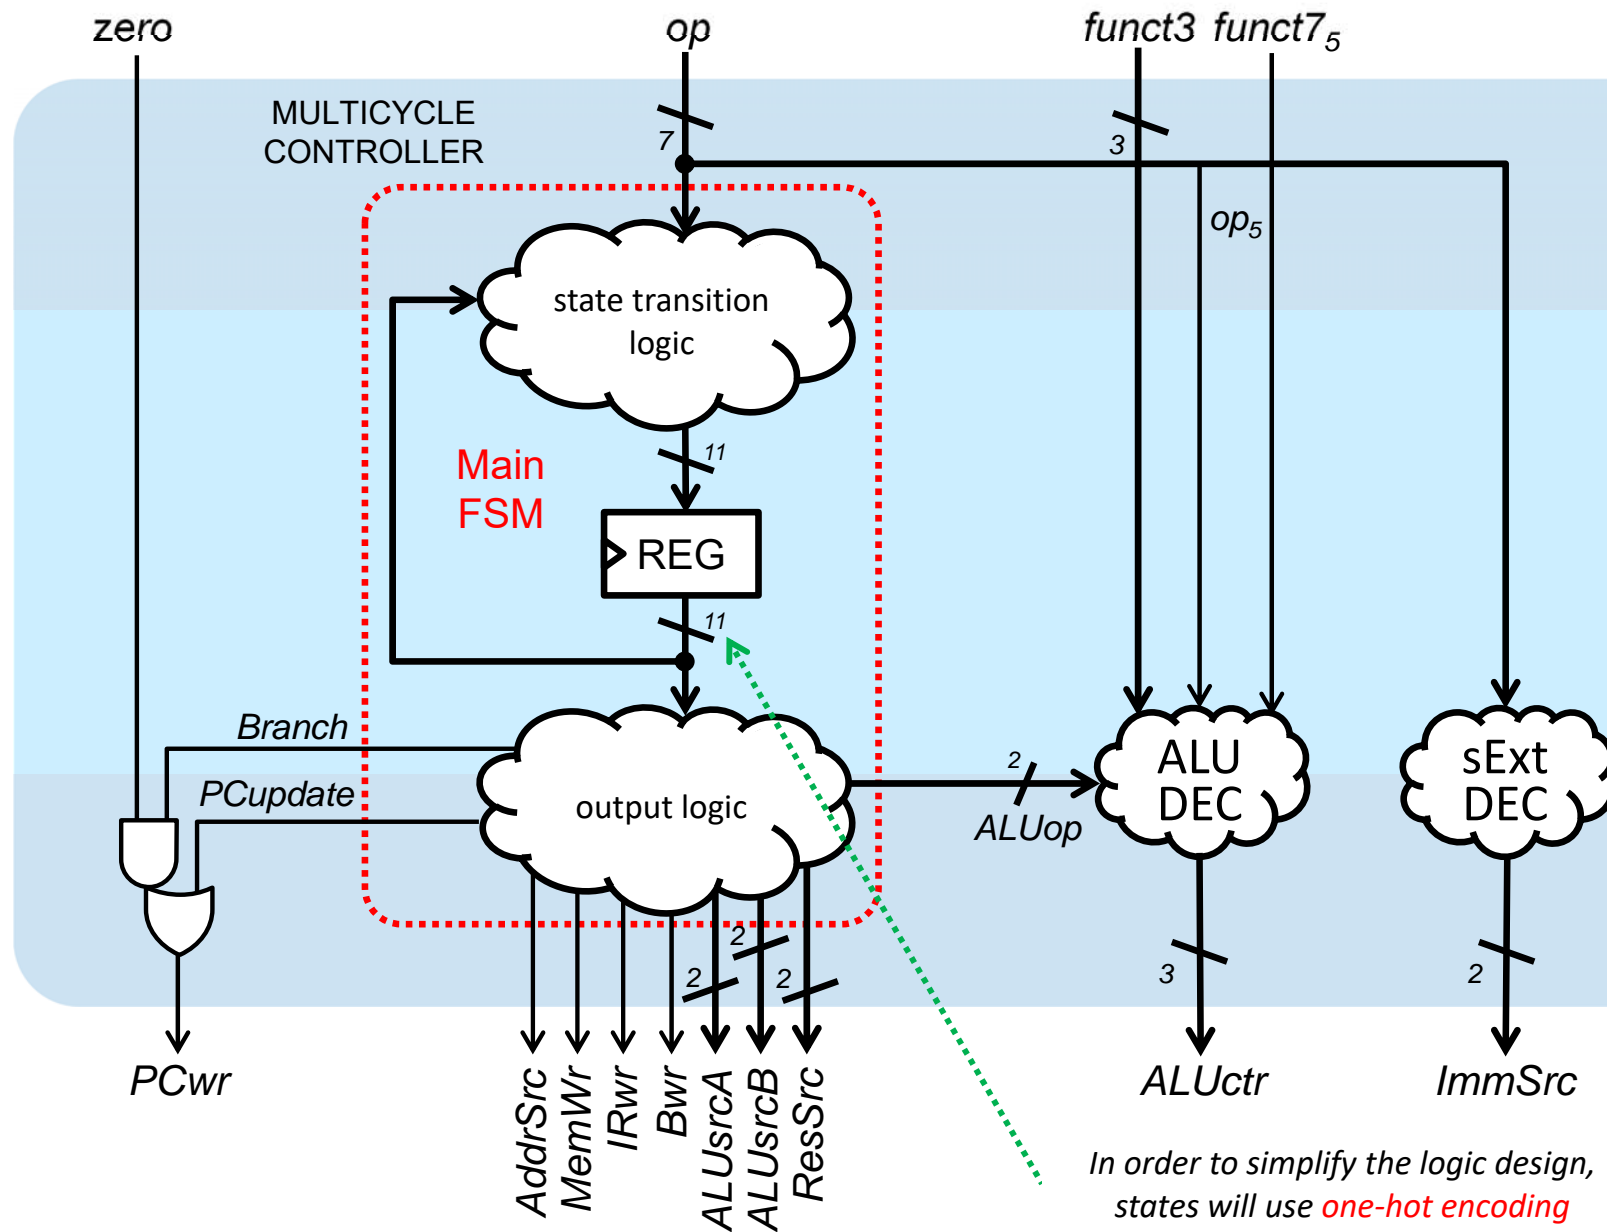 zero
op
funct3
funct7₅
MULTICYCLE
CONTROLLER
7
3
op₅
state transition
logic
11
Main
FSM
REG
11
Branch
PCupdate
output logic
2
ALUop
ALU
DEC
sExt
DEC
2
2
2
3
2
PCwr
AddrSrc
MemWr
IRwr
Bwr
ALUsrcA
ALUsrcB
ResSrc
ALUctr
ImmSrc
In order to simplify the logic design,
states will use one-hot encoding